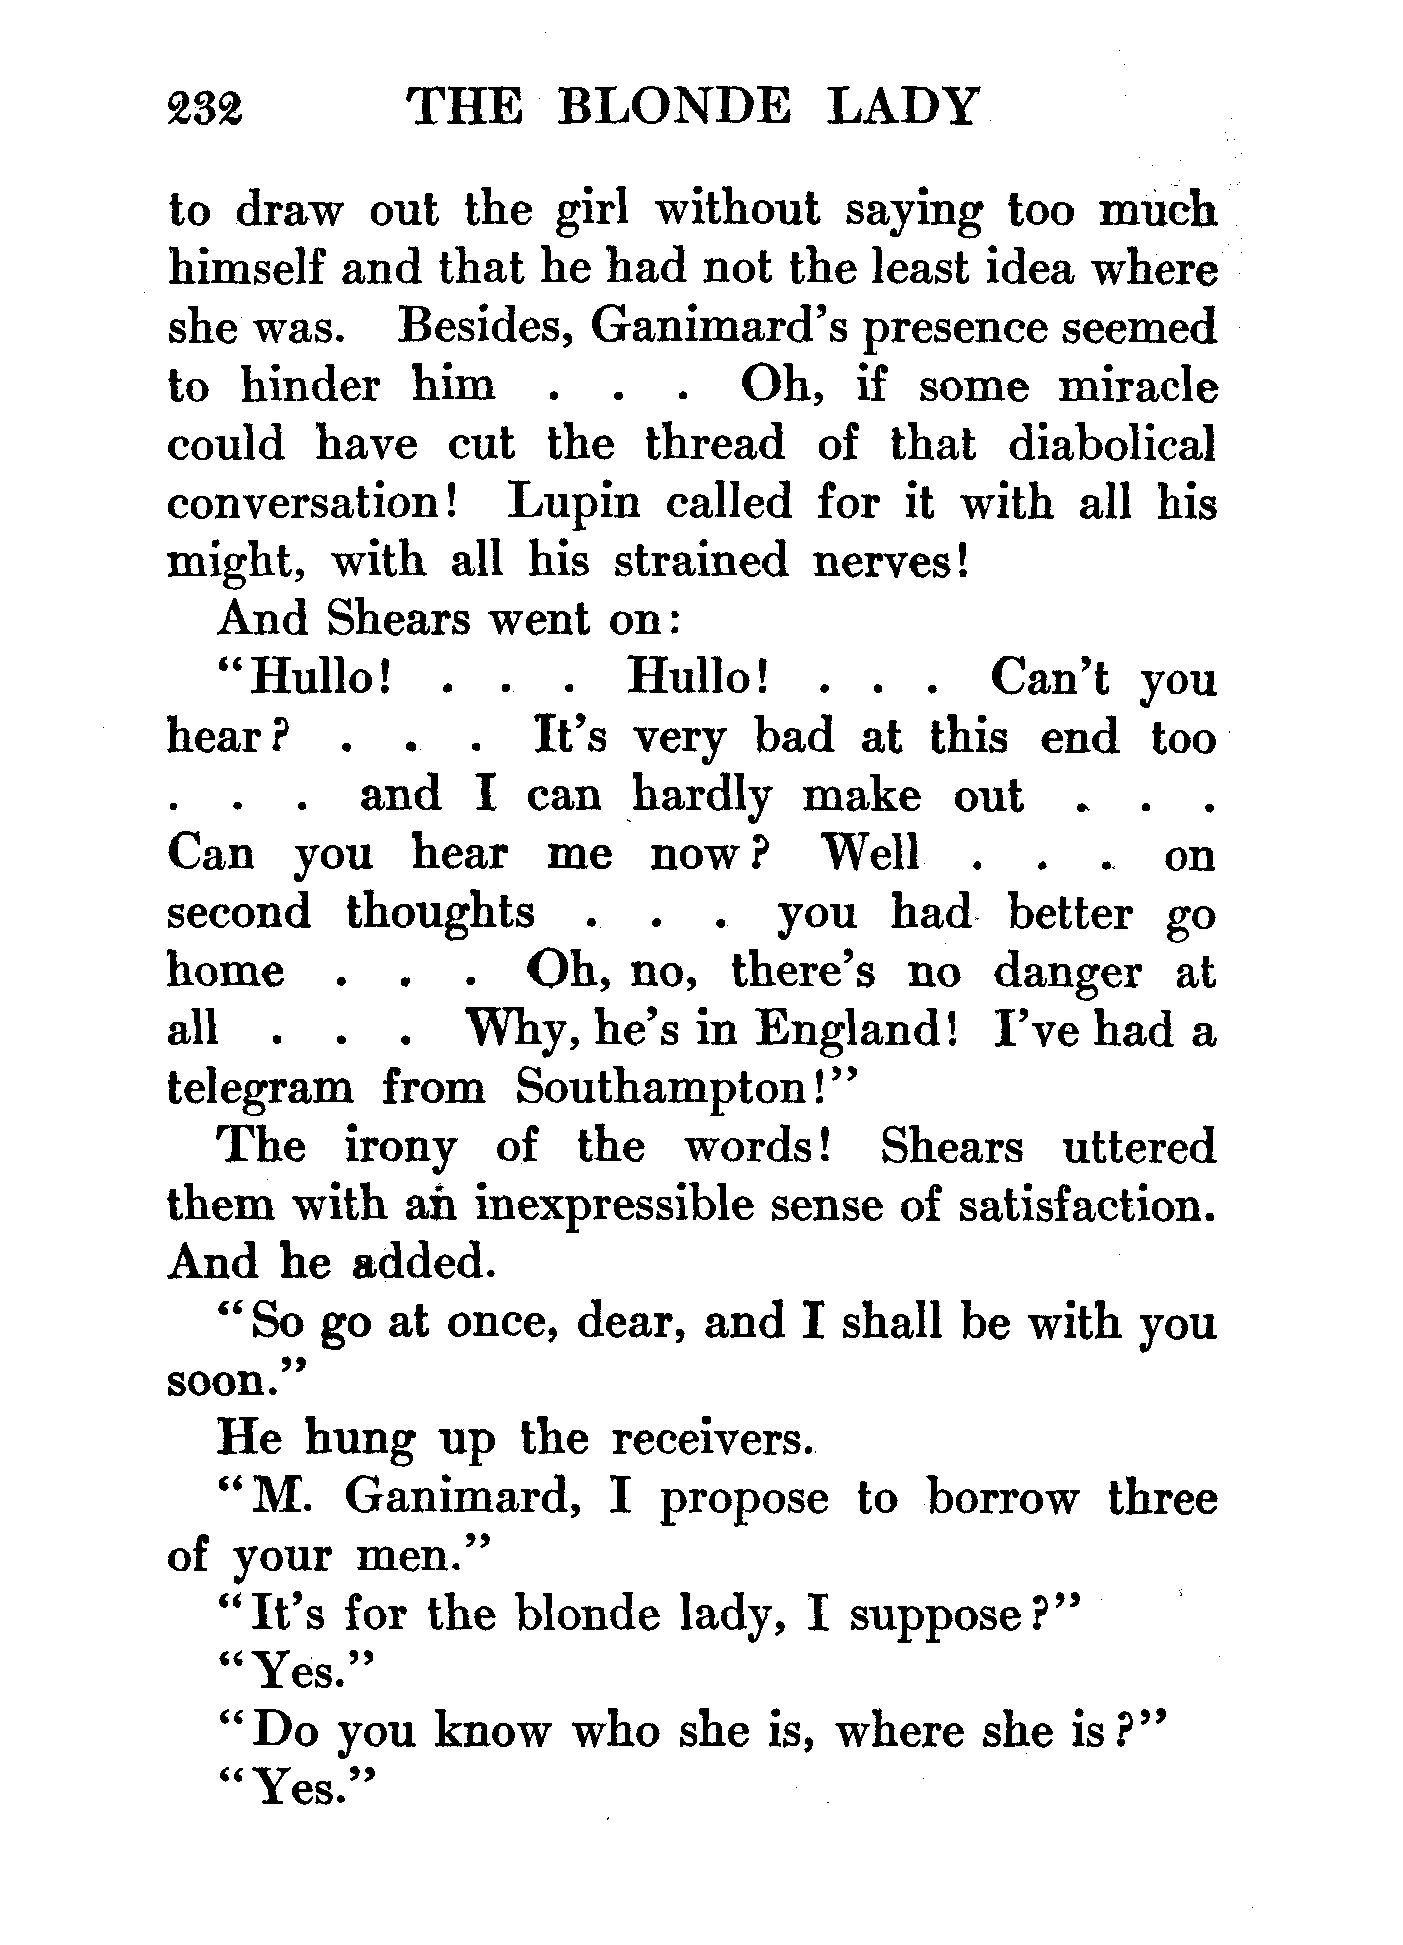 232 THE BLONDE LADY
to draw out the girl without saying too much
himself and that he had not the least idea where
she was. Besides, Ganimard's presence seemed
to hinder him . . . Oh, if some miracle
could have cut the thread of that diabolical
conversation! Lupin called for it with all his
might, with all his strained nerves!
And Shears went on:
"Hullo! . . . Hullo! . . . Can't you
hear? . . . It's very bad at this end too
. . . and I can hardly make out . . .
Can you hear me now? Well . . . on
second thoughts . . . you had better go
home . . . Oh, no, there's no danger at
all . . . Why, he's in England! I've had a
telegram from Southampton!"
The irony of the words! Shears uttered
them with an inexpressible sense of satisfaction.
And he added.
"So go at once, dear, and I shall be with you
soon."
He hung up the receivers.
"M. Ganimard, I propose to borrow three
of your men."
"It's for the blonde lady, I suppose?"
"Yes."
"Do you know who she is, where she is?"
"Yes."